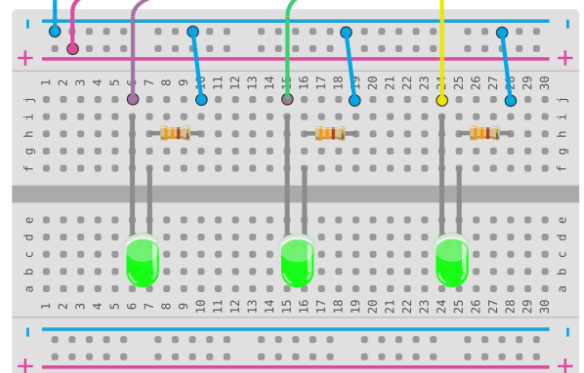 - -
+ +
1 2 3 4 5 6 7 8 9 10 11 12 13 14 15 16 17 18 19 20 21 22 23 24 25 26 27 28 29 30
j j
i i
h h
g g
f f
e e
d d
c c
b b
a a
1 2 3 4 5 6 7 8 9 10 11 12 13 14 15 16 17 18 19 20 21 22 23 24 25 26 27 28 29 30
- -
+ +